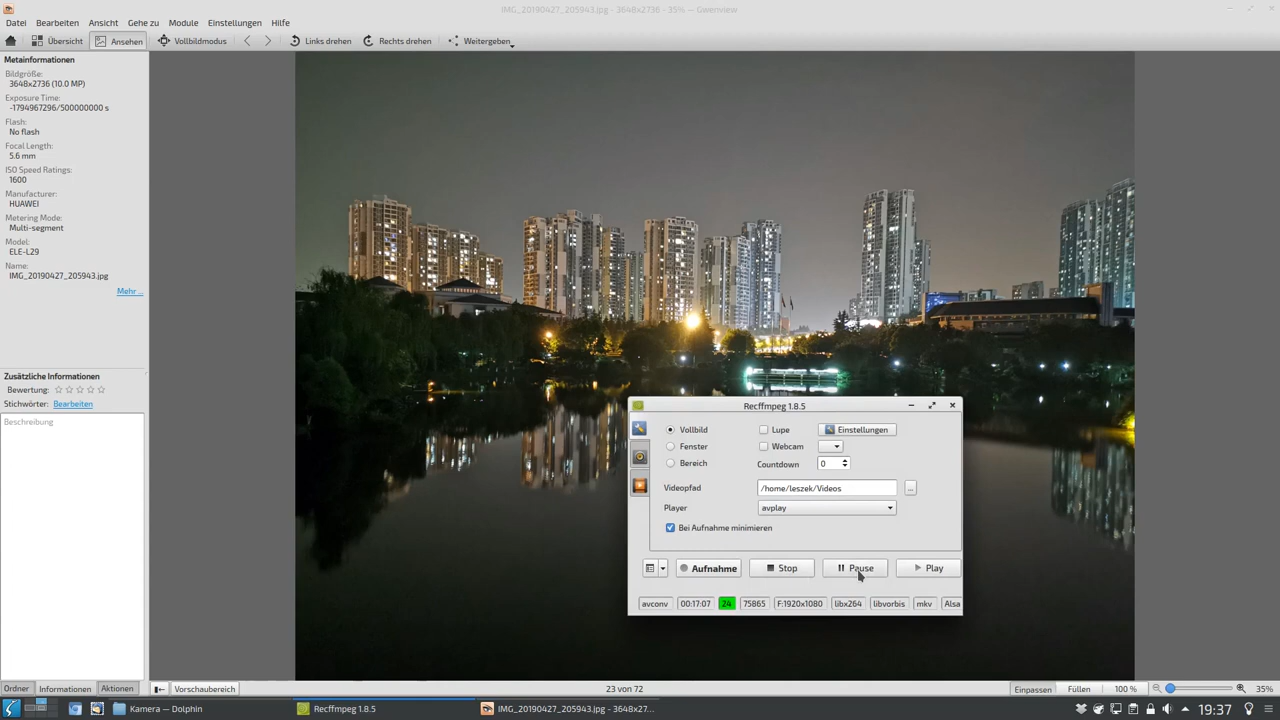 IMG_20190427_205943.jpg - 3648x2736 - 35% — Gwenview
Datei Bearbeiten Ansicht Gehe zu Module Einstellungen Hilfe
Übersicht Ansehen Vollbildmodus Links drehen Rechts drehen Weitergeben
Metainformationen
Bildgröße:
3648x2736 (10.0 MP)
Exposure Time:
-1794967296/500000000 s
Flash:
No flash
Focal Length:
5.6 mm
ISO Speed Ratings:
1600
Manufacturer:
HUAWEI
Metering Mode:
Multi-segment
Model:
ELE-L29
Name:
IMG_20190427_205943.jpg
Mehr ...
Zusätzliche Informationen
Bewertung:
Stichwörter: Bearbeiten
Beschreibung
Ordner Informationen Aktionen
Vorschaubereich
23 von 72
Einpassen Füllen 100 % 35%
Recffmpeg 1.8.5
Vollbild Lupe Einstellungen
Fenster Webcam
Bereich Countdown 0
Videopfad /home/leszek/Videos ...
Player avplay
Bei Aufnahme minimieren
Aufnahme Stop Pause Play
avconv 00:17:07 24 75865 F:1920x1080 libx264 libvorbis mkv Alsa
Kamera — Dolphin Recffmpeg 1.8.5 IMG_20190427_205943.jpg - 3648x27... 19:37